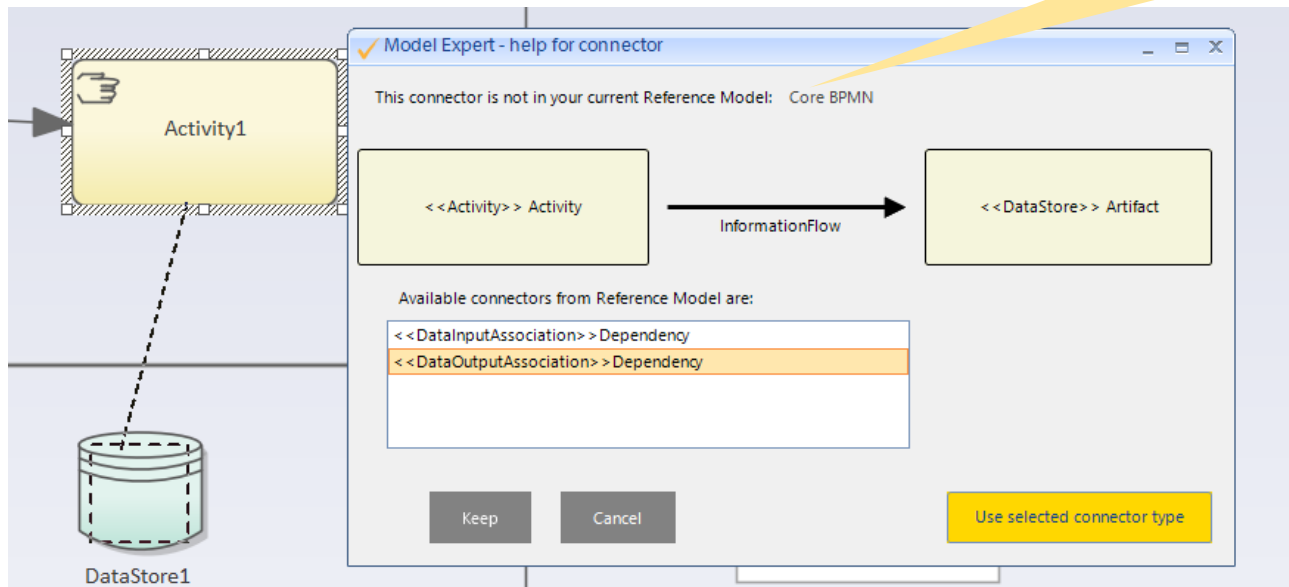 Model Expert - help for connector
This connector is not in your current Reference Model: Core BPMN
Activity1
<<Activity>> Activity
InformationFlow
<<DataStore>> Artifact
Available connectors from Reference Model are:
<<DataInputAssociation>>Dependency
<<DataOutputAssociation>>Dependency
Keep
Cancel
Use selected connector type
DataStore1